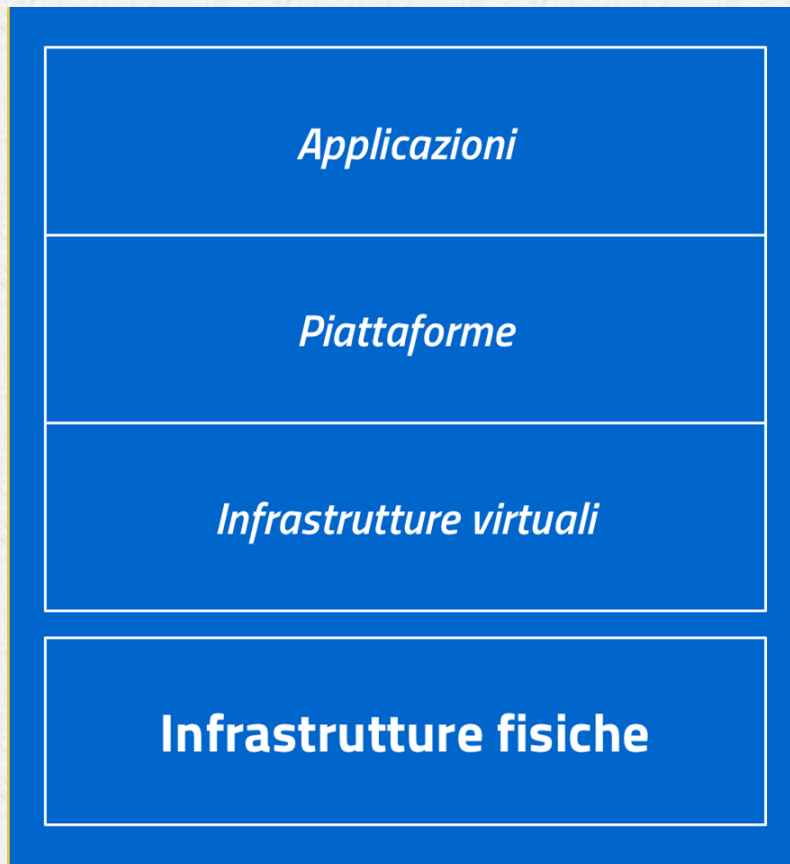 Applicazioni
Piattaforme
Infrastrutture virtuali
Infrastrutture fisiche